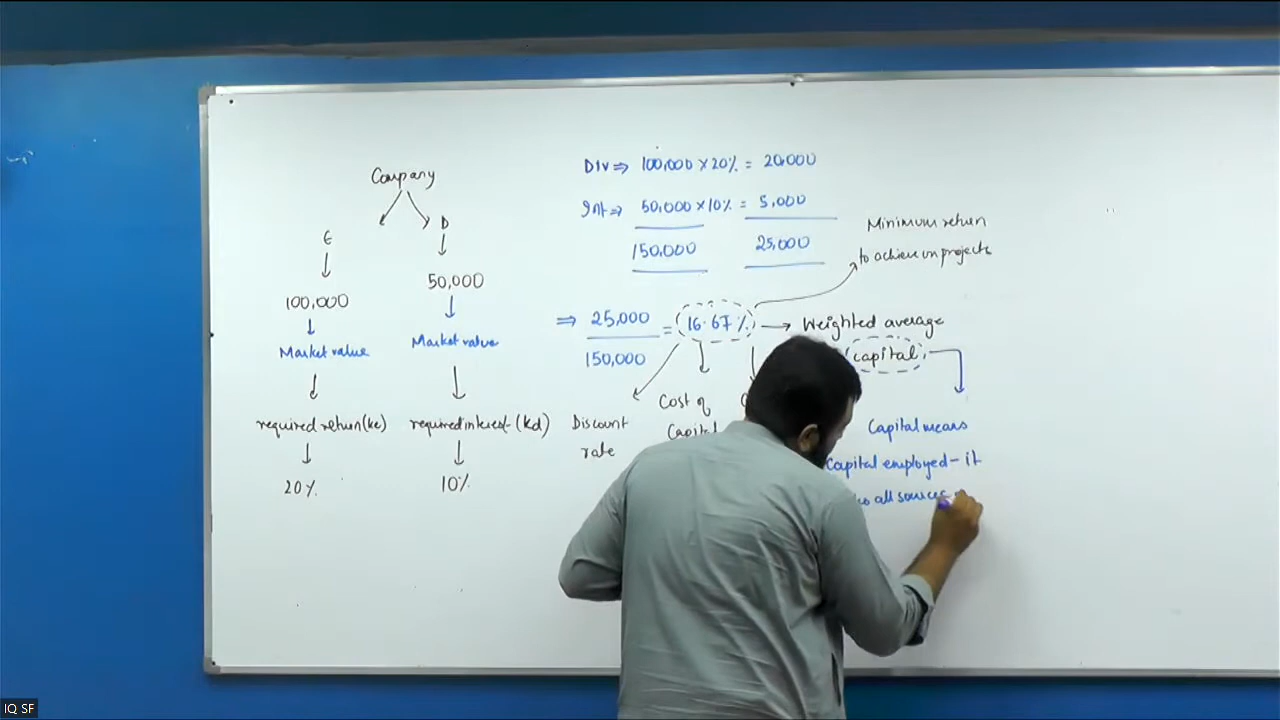 Company
E
D
100,000
50,000
Market value
Market value
required return (ke)
required interest (kd)
20%
10%
DIV ⇒ 100,000 × 20% = 20,000
Int ⇒ 50,000 × 10% = 5,000
150,000
25,000
⇒ 25,000
150,000
= 16.67%
Minimum return
to achieve on projects
Weighted average
capital
Discount
rate
Cost of
Capital
Capital means
Capital employed - it
all sources
IQ SF